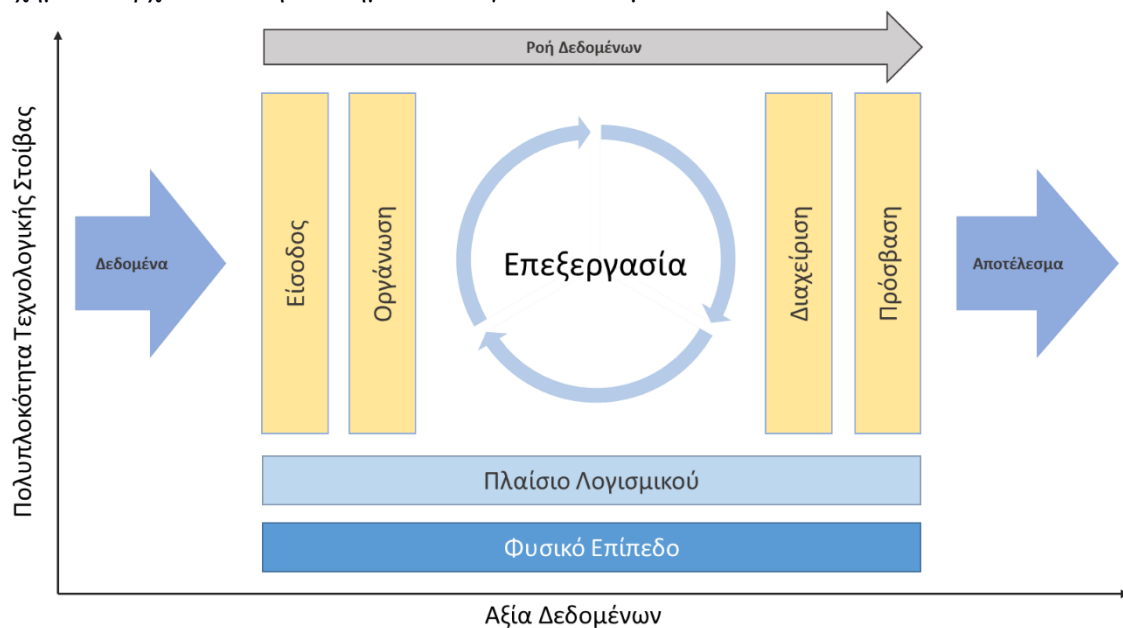 Ροή Δεδομένων
Πολυπλοκότητα Τεχνολογικής Στοίβας
Δεδομένα
Είσοδος
Οργάνωση
Επεξεργασία
Διαχείριση
Πρόσβαση
Αποτέλεσμα
Πλαίσιο Λογισμικού
Φυσικό Επίπεδο
Αξία Δεδομένων